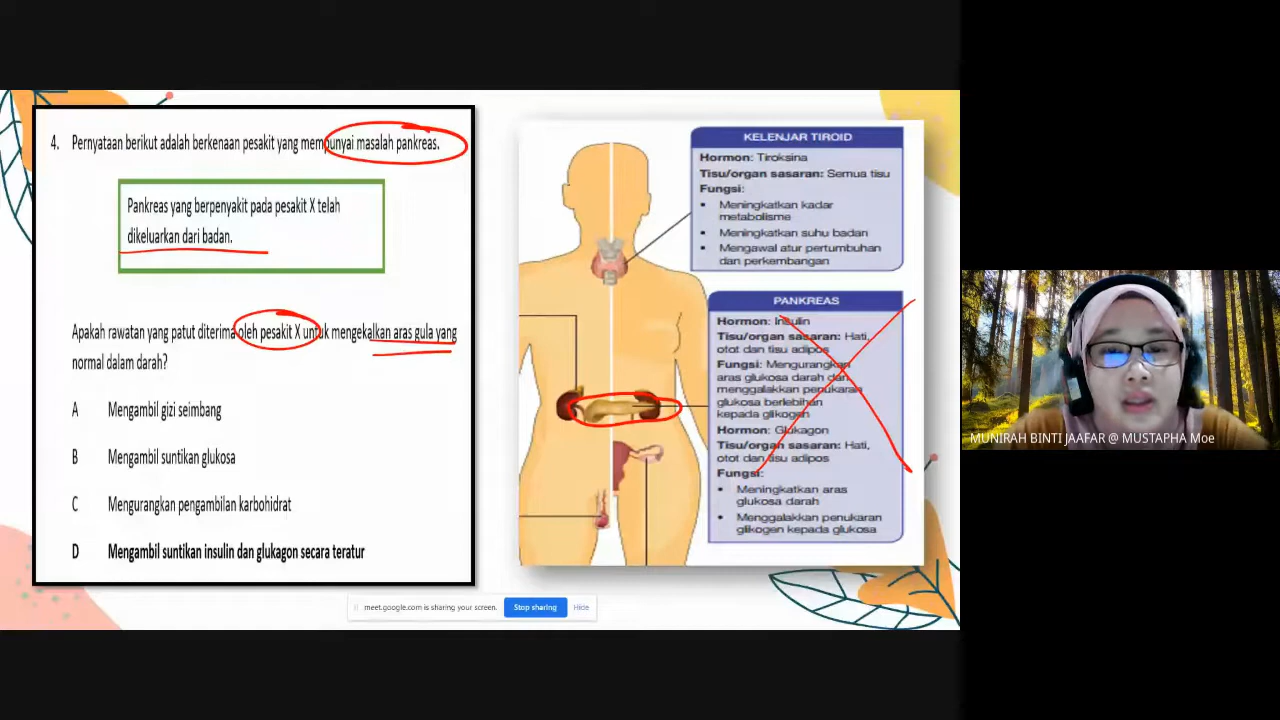 4. Pernyataan berikut adalah berkenaan pesakit yang mempunyai masalah pankreas.
Pankreas yang berpenyakit pada pesakit X telah
dikeluarkan dari badan.
Apakah rawatan yang patut diterima oleh pesakit X untuk mengekalkan aras gula yang
normal dalam darah?
A Mengambil gizi seimbang
B Mengambil suntikan glukosa
C Mengurangkan pengambilan karbohidrat
D Mengambil suntikan insulin dan glukagon secara teratur
KELENJAR TIROID
Hormon: Tiroksina
Tisu/organ sasaran: Semua tisu
Fungsi:
• Meningkatkan kadar
metabolisme
• Meningkatkan suhu badan
• Mengawal atur pertumbuhan
dan perkembangan
PANKREAS
Hormon: Insulin
Tisu/organ sasaran: Hati,
otot dan tisu adipos
Fungsi: Mengurangkan
aras glukosa darah dan
menggalakkan penukaran
glukosa berlebihan
kepada glikogen
Hormon: Glukagon
Tisu/organ sasaran: Hati,
otot dan tisu adipos
Fungsi:
• Meningkatkan aras
glukosa darah
• Menggalakkan penukaran
glikogen kepada glukosa
meet.google.com is sharing your screen. Stop sharing Hide
MUNIRAH BINTI JAAFAR @ MUSTAPHA Moe